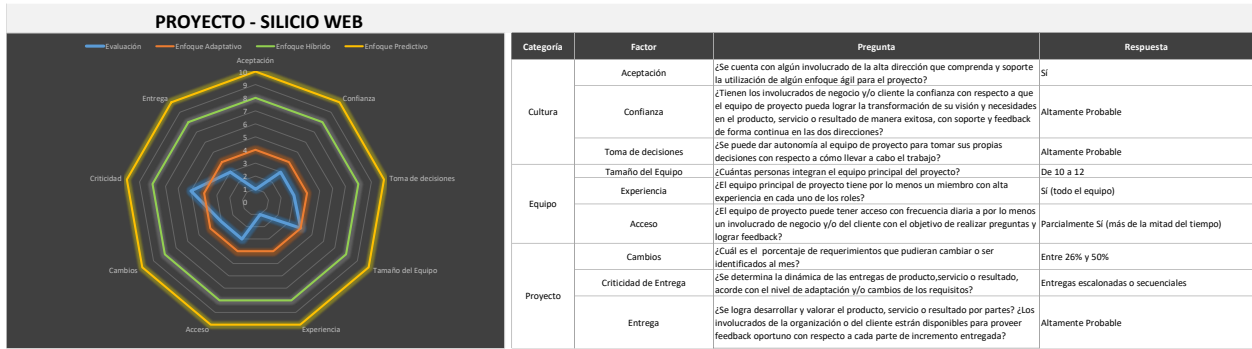 PROYECTO - SILICIO WEB
Evaluación
Enfoque Adaptativo
Enfoque Híbrido
Enfoque Predictivo
Aceptación
10
9
8
7
6
5
4
3
2
1
0
Confianza
Toma de decisiones
Tamaño del Equipo
Experiencia
Acceso
Cambios
Criticidad
Entrega
Categoría Factor Pregunta Respuesta
Cultura
Aceptación
¿Se cuenta con algún involucrado de la alta dirección que comprenda y soporte
la utilización de algún enfoque ágil para el proyecto?
Sí
Confianza
¿Tienen los involucrados de negocio y/o cliente la confianza con respecto a que
el equipo de proyecto pueda lograr la transformación de su visión y necesidades
en el producto, servicio o resultado de manera exitosa, con soporte y feedback
de forma continua en las dos direcciones?
Altamente Probable
Toma de decisiones
¿Se puede dar autonomía al equipo de proyecto para tomar sus propias
decisiones con respecto a cómo llevar a cabo el trabajo?
Altamente Probable
Equipo
Tamaño del Equipo
¿Cuántas personas integran el equipo principal del proyecto?
De 10 a 12
Experiencia
¿El equipo principal de proyecto tiene por lo menos un miembro con alta
experiencia en cada uno de los roles?
Sí (todo el equipo)
Acceso
¿El equipo de proyecto puede tener acceso con frecuencia diaria a por lo menos
un involucrado de negocio y/o del cliente con el objetivo de realizar preguntas y
lograr feedback?
Parcialmente Sí (más de la mitad del tiempo)
Proyecto
Cambios
¿Cuál es el porcentaje de requerimientos que pudieran cambiar o ser
identificados al mes?
Entre 26% y 50%
Criticidad de Entrega
¿Se determina la dinámica de las entregas de producto,servicio o resultado,
acorde con el nivel de adaptación y/o cambios de los requisitos?
Entregas escalonadas o secuenciales
Entrega
¿Se logra desarrollar y valorar el producto, servicio o resultado por partes? ¿Los
involucrados de la organización o del cliente estarán disponibles para proveer
feedback oportuno con respecto a cada parte de incremento entregada?
Altamente Probable